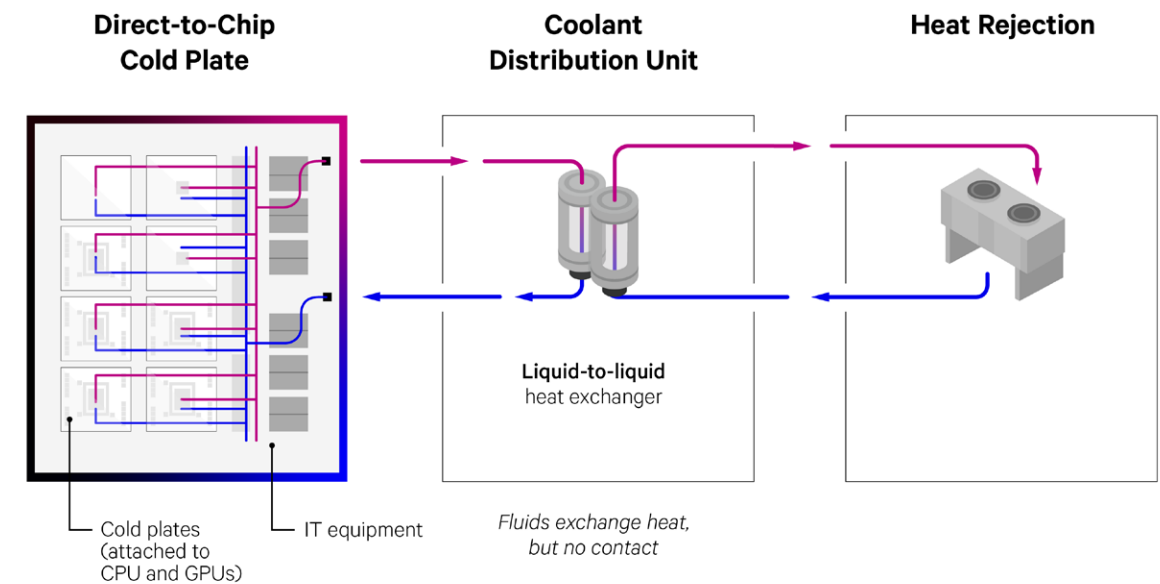 Direct-to-Chip
Cold Plate
Coolant
Distribution Unit
Heat Rejection
Liquid-to-liquid
heat exchanger
Cold plates
(attached to
CPU and GPUs)
IT equipment
Fluids exchange heat,
but no contact